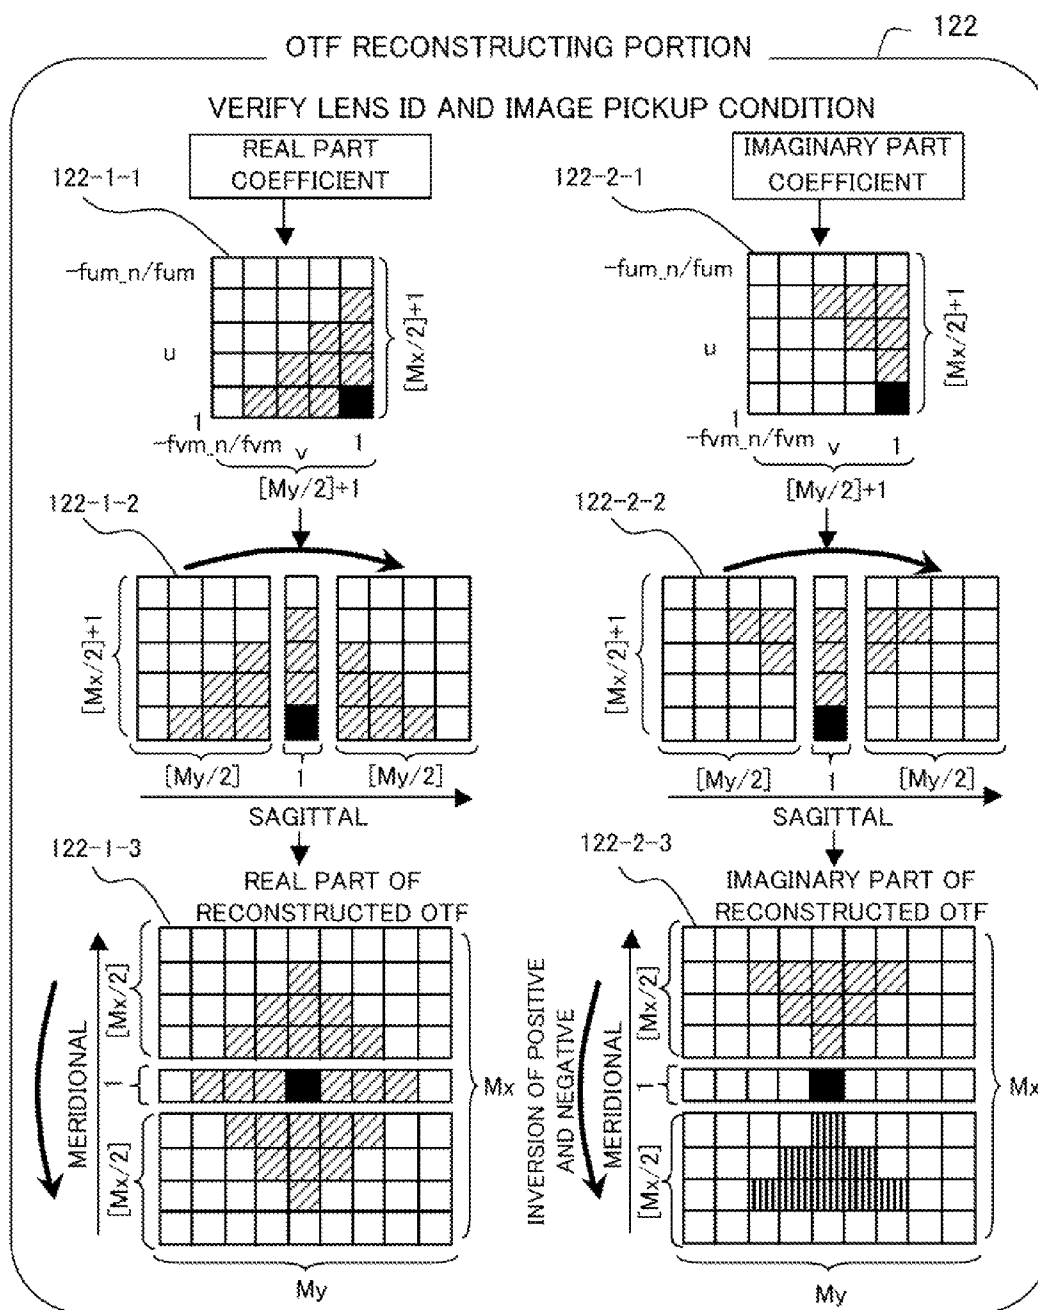 122
OTF RECONSTRUCTING PORTION
VERIFY LENS ID AND IMAGE PICKUP CONDITION
REAL PART
COEFFICIENT
122-1-1
-fum_n/fum
u
1
-fvm_n/fvm
v
1
[Mx/2]+1
[My/2]+1
IMAGINARY PART
COEFFICIENT
122-2-1
-fum_n/fum
u
1
-fvm_n/fvm
v
1
[Mx/2]+1
[My/2]+1
122-1-2
[Mx/2]+1
[My/2]
1
[My/2]
SAGITTAL
122-2-2
[Mx/2]+1
[My/2]
1
[My/2]
SAGITTAL
122-1-3
REAL PART OF
RECONSTRUCTED OTF
MERIDIONAL
[Mx/2]
1
[Mx/2]
Mx
My
122-2-3
IMAGINARY PART OF
RECONSTRUCTED OTF
INVERSION OF POSITIVE
AND NEGATIVE
MERIDIONAL
[Mx/2]
1
[Mx/2]
Mx
My